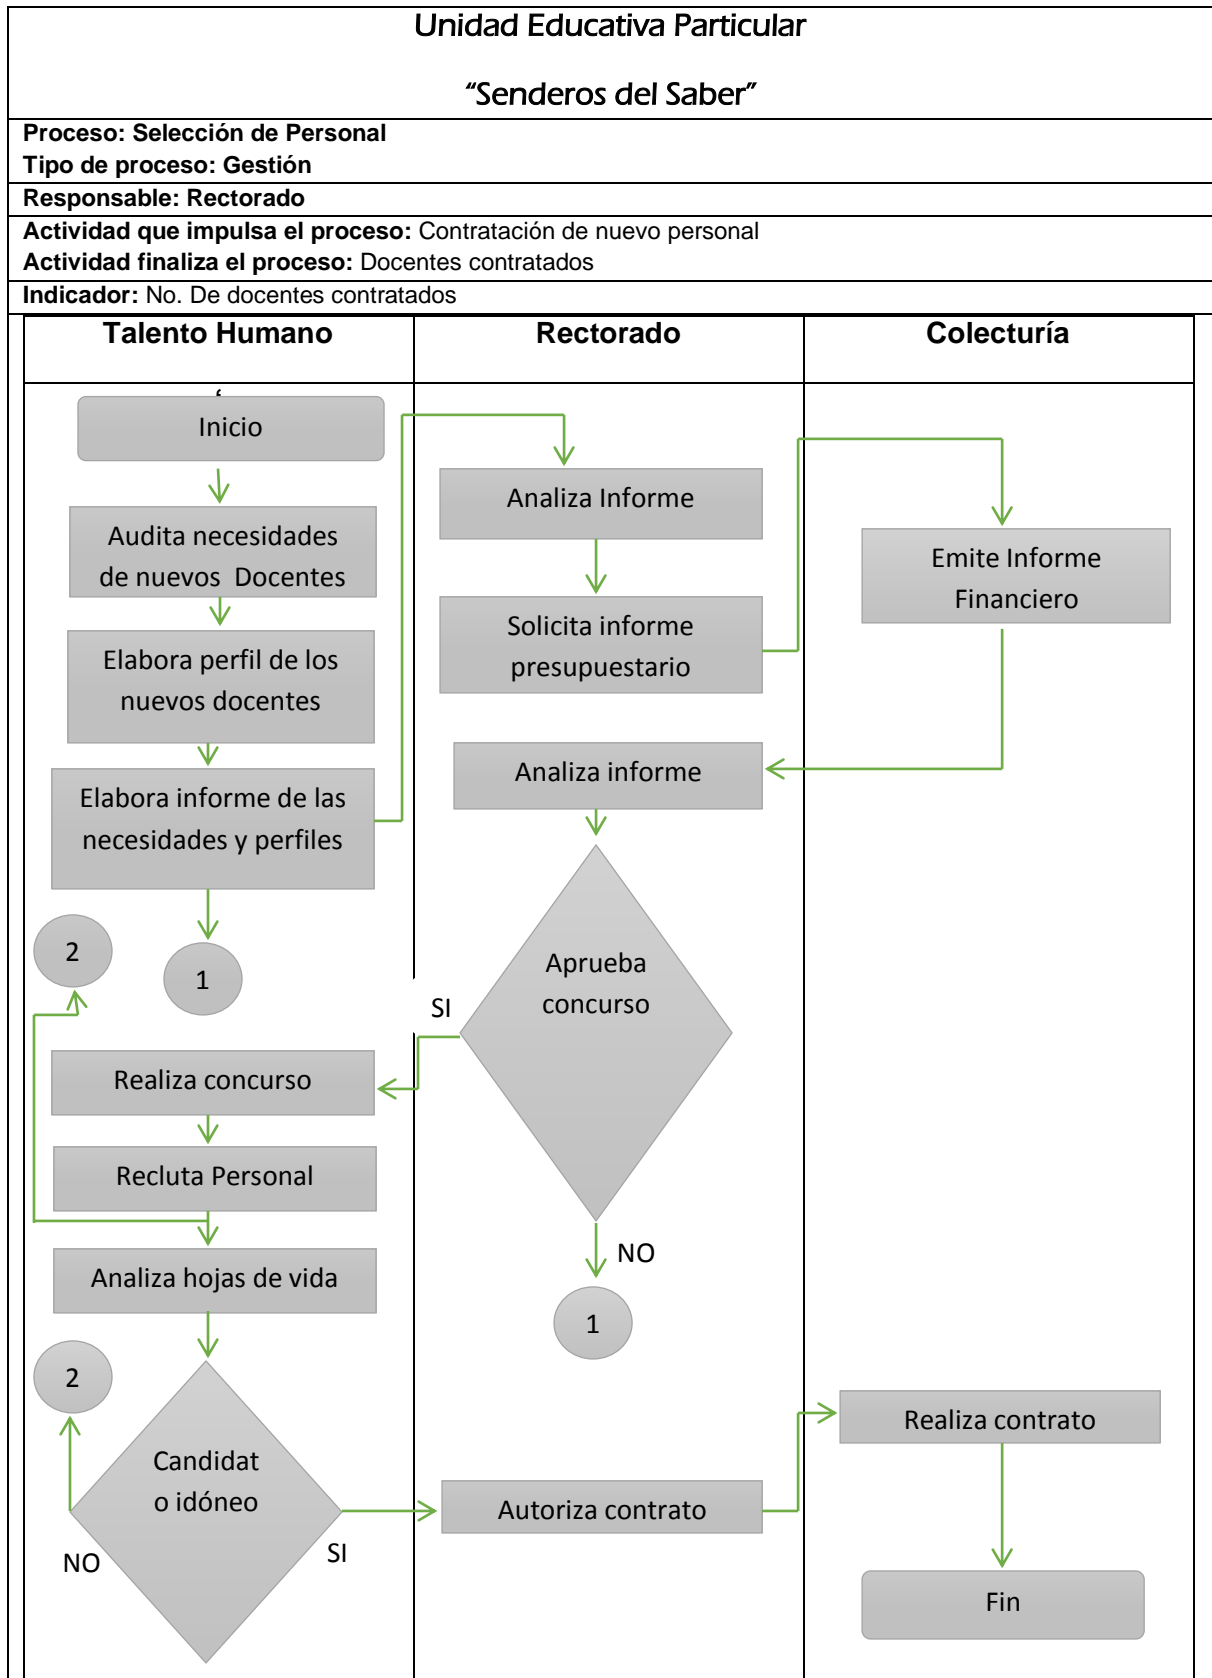 Unidad Educativa Particular
“Senderos del Saber”
Proceso: Selección de Personal
Tipo de proceso: Gestión
Responsable: Rectorado
Actividad que impulsa el proceso: Contratación de nuevo personal
Actividad finaliza el proceso: Docentes contratados
Indicador: No. De docentes contratados
Talento Humano
Rectorado
Colecturía
Inicio
Audita necesidades
de nuevos Docentes
Elabora perfil de los
nuevos docentes
Elabora informe de las
necesidades y perfiles
1
2
Realiza concurso
Recluta Personal
Analiza hojas de vida
2
Candidat
o idóneo
NO
SI
Analiza Informe
Solicita informe
presupuestario
Analiza informe
Aprueba
concurso
SI
NO
1
Autoriza contrato
Emite Informe
Financiero
Realiza contrato
Fin